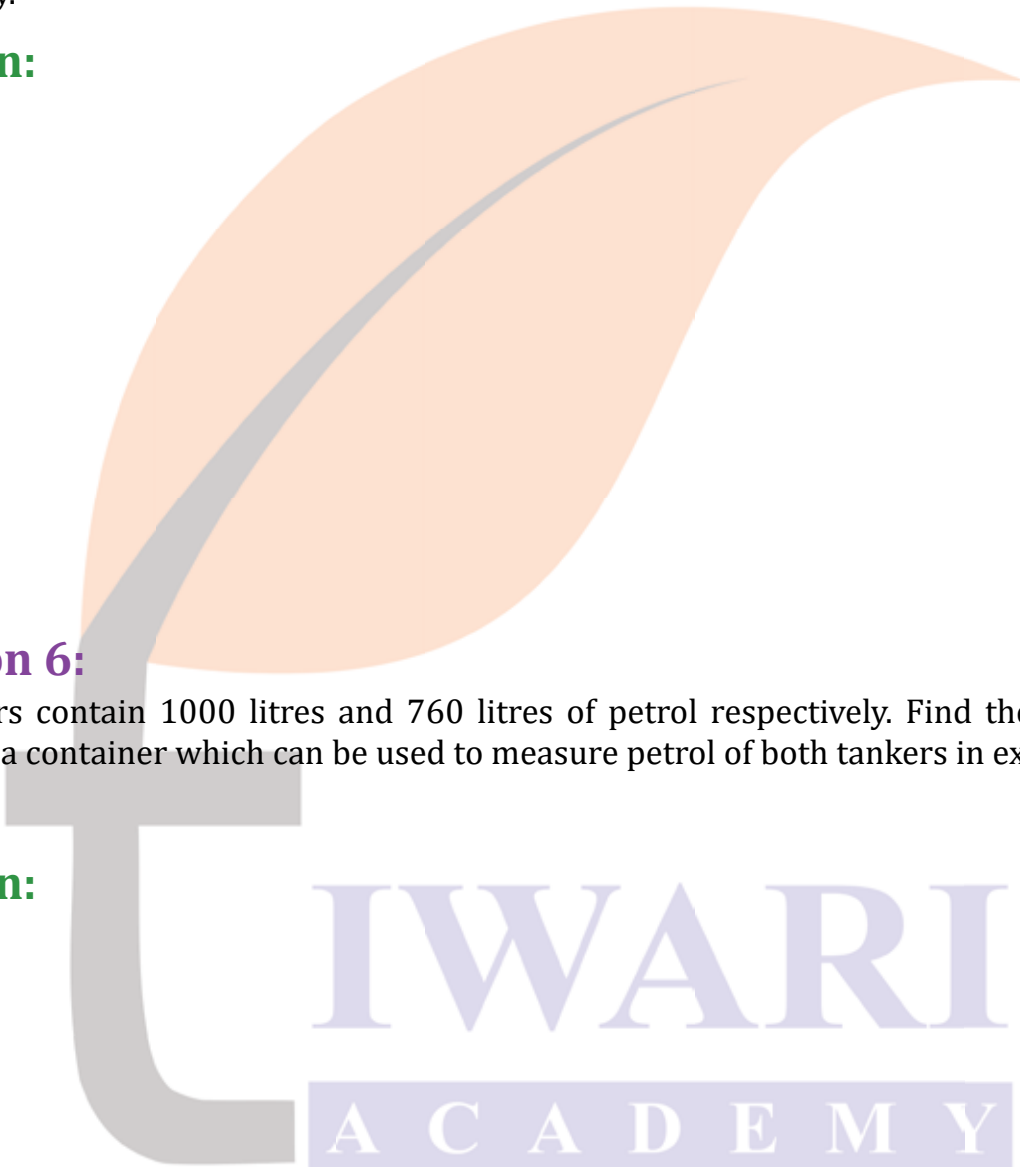 y.
n:
on 6:
rs contain 1000 litres and 760 litres of petrol respectively. Find the
a container which can be used to measure petrol of both tankers in ex
n:
t
IWARI
ACADEMY